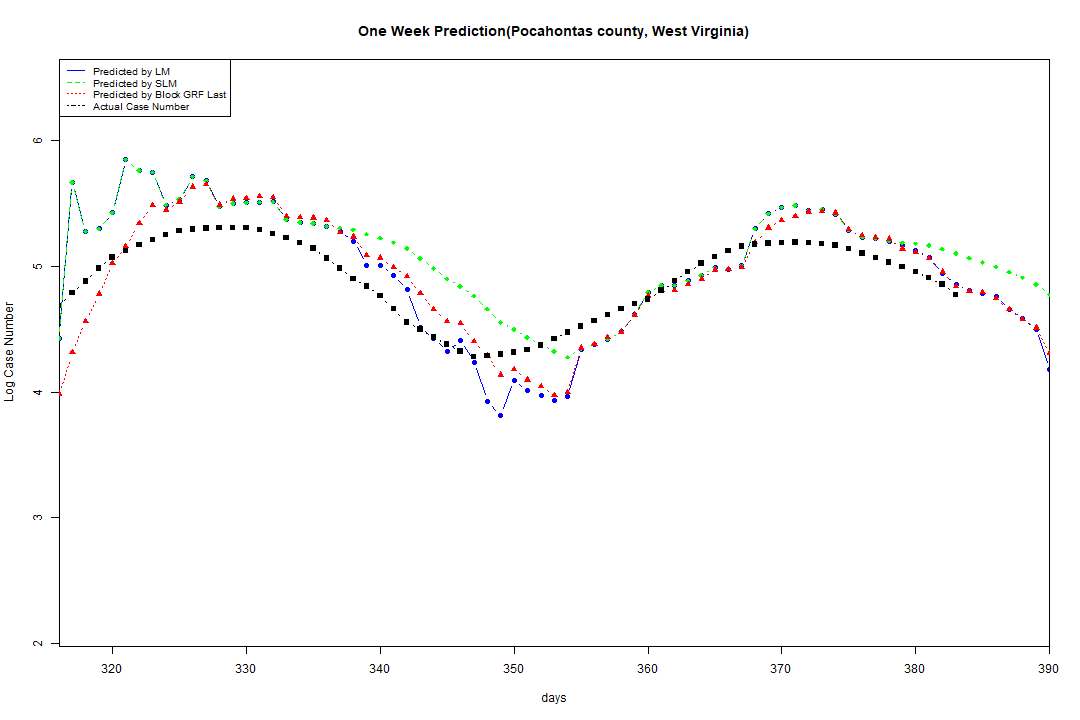 One Week Prediction(Pocahontas county, West Virginia)
Predicted by LM
Predicted by SLM
Predicted by Block GRF Last
Actual Case Number
6
5
4
3
2
Log Case Number
320 330 340 350 360 370 380 390
days